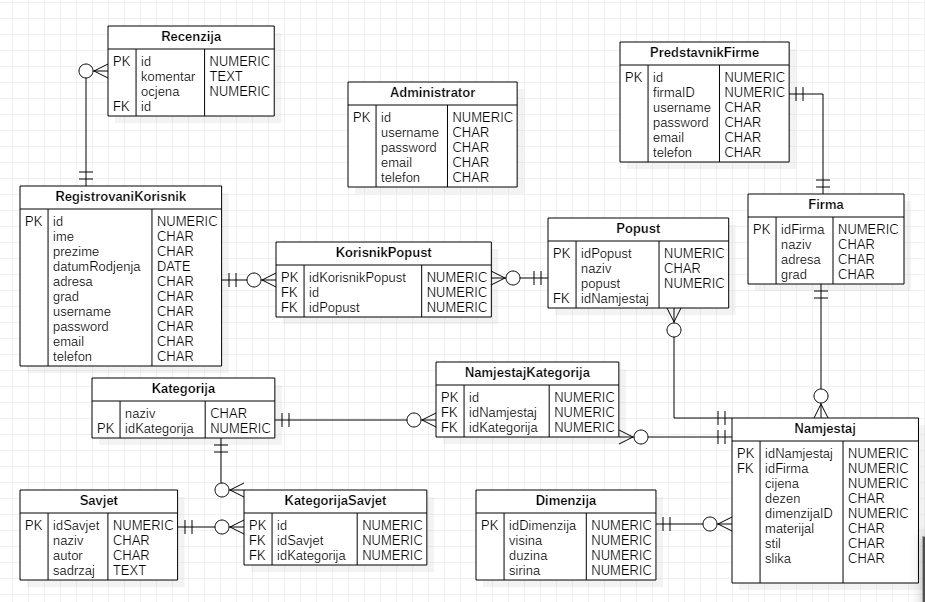 Recenzija
PK id NUMERIC
komentar TEXT
ocjena NUMERIC
FK id
Administrator
PK id NUMERIC
username CHAR
password CHAR
email CHAR
telefon CHAR
PredstavnikFirme
PK id NUMERIC
firmaID NUMERIC
username CHAR
password CHAR
email CHAR
telefon CHAR
RegistrovaniKorisnik
PK id NUMERIC
ime CHAR
prezime CHAR
datumRodjenja DATE
adresa CHAR
grad CHAR
username CHAR
password CHAR
email CHAR
telefon CHAR
KorisnikPopust
PK idKorisnikPopust NUMERIC
FK id NUMERIC
FK idPopust NUMERIC
Popust
PK idPopust NUMERIC
naziv CHAR
popust NUMERIC
FK idNamjestaj
Firma
PK idFirma NUMERIC
naziv CHAR
adresa CHAR
grad CHAR
Kategorija
naziv CHAR
PK idKategorija NUMERIC
NamjestajKategorija
PK id NUMERIC
FK idNamjestaj NUMERIC
FK idKategorija NUMERIC
Namjestaj
PK idNamjestaj NUMERIC
FK idFirma NUMERIC
cijena NUMERIC
dezen CHAR
dimenzijaID NUMERIC
materijal CHAR
stil CHAR
slika CHAR
Savjet
PK idSavjet NUMERIC
naziv CHAR
autor CHAR
sadrzaj TEXT
KategorijaSavjet
PK id NUMERIC
FK idSavjet NUMERIC
FK idKategorija NUMERIC
Dimenzija
PK idDimenzija NUMERIC
visina NUMERIC
duzina NUMERIC
sirina NUMERIC